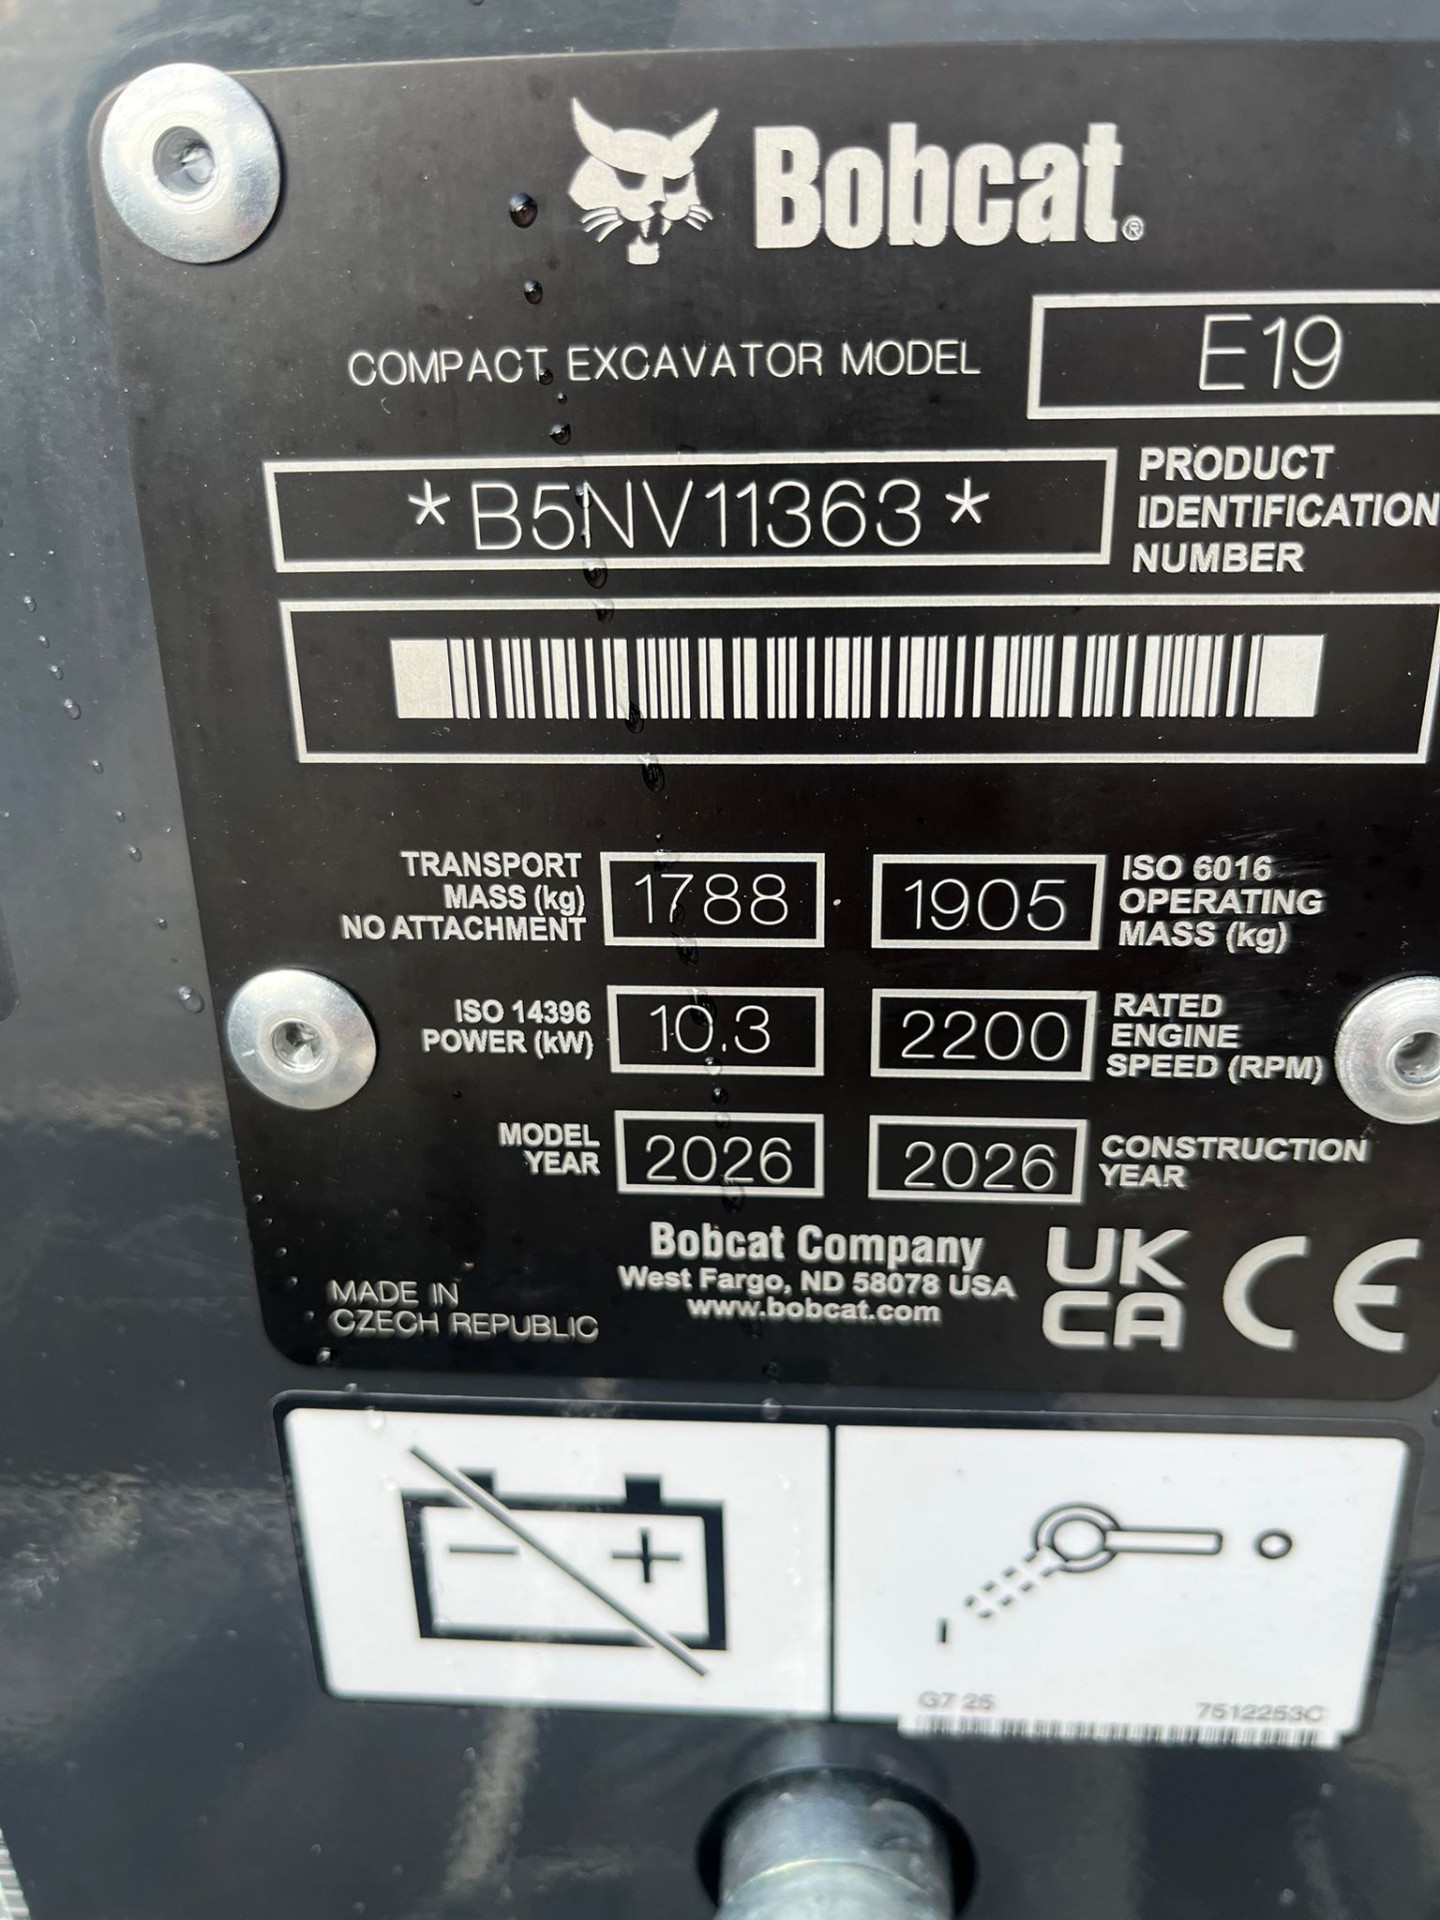 Bobcat®
COMPACT EXCAVATOR MODEL E19
*B5NV11363*
PRODUCT
IDENTIFICATION
NUMBER
TRANSPORT
MASS (kg)
NO ATTACHMENT
1788
1905
ISO 6016
OPERATING
MASS (kg)
ISO 14396
POWER (kW)
10.3
2200
RATED
ENGINE
SPEED (RPM)
MODEL
YEAR
2026
2026
CONSTRUCTION
YEAR
MADE IN
CZECH REPUBLIC
Bobcat Company
West Fargo, ND 58078 USA
www.bobcat.com
UK
CA
CE
G7 25
7512253C